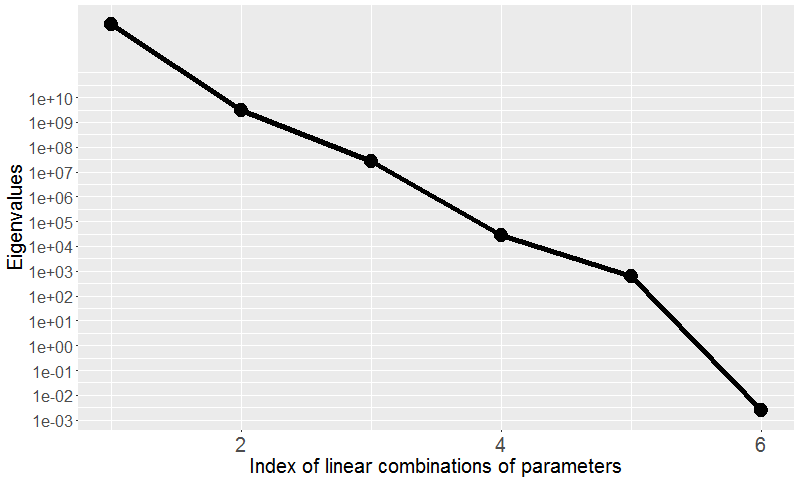 Eigenvalues
1e+10
1e+09
1e+08
1e+07
1e+06
1e+05
1e+04
1e+03
1e+02
1e+01
1e+00
1e-01
1e-02
1e-03
2 4 6
Index of linear combinations of parameters